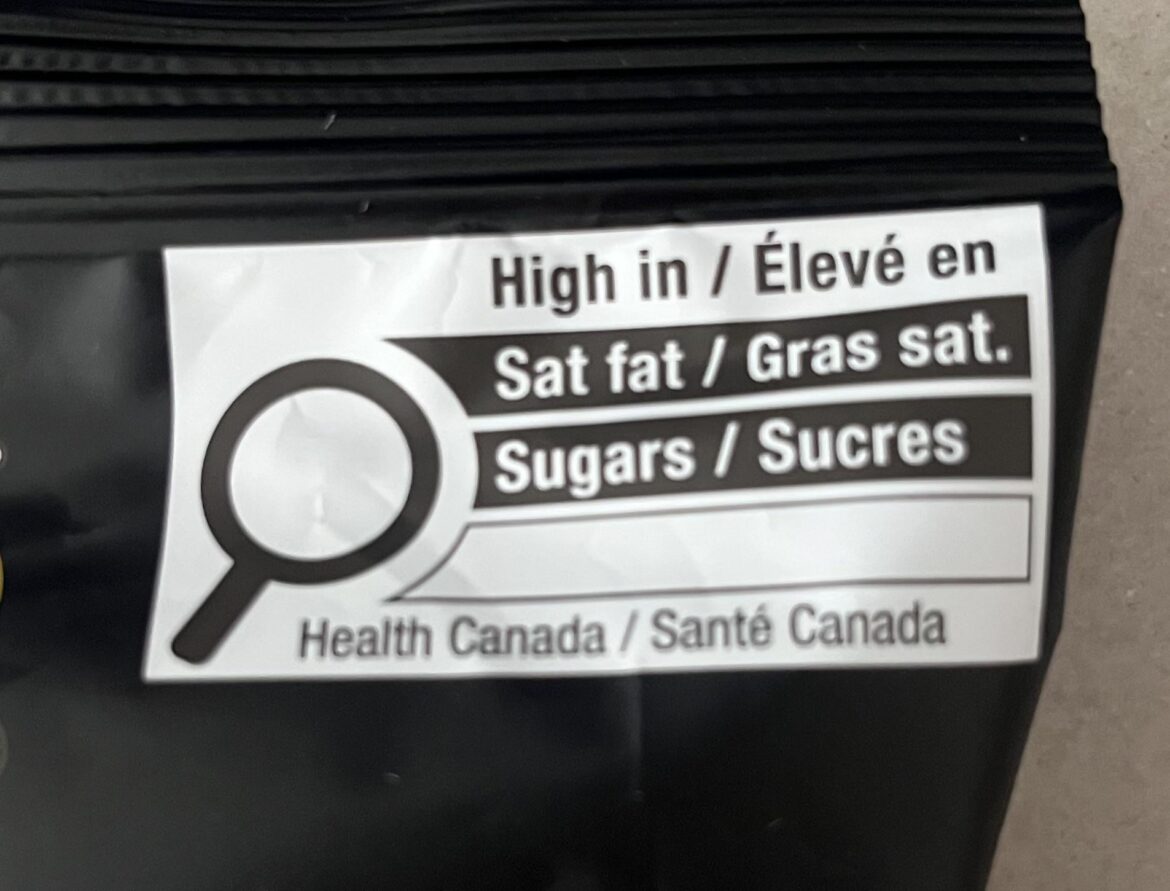 High in / Élevé en
Sat fat / Gras sat.
Sugars / Sucres
Health Canada / Santé Canada